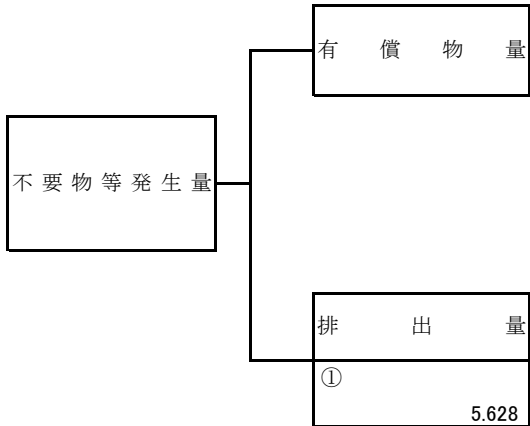 有償物量
不要物等発生量
排出量
①
5.628